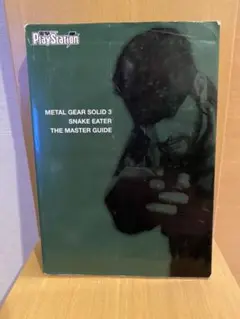 PlayStation
METAL GEAR SOLID 3
SNAKE EATER
THE MASTER GUIDE